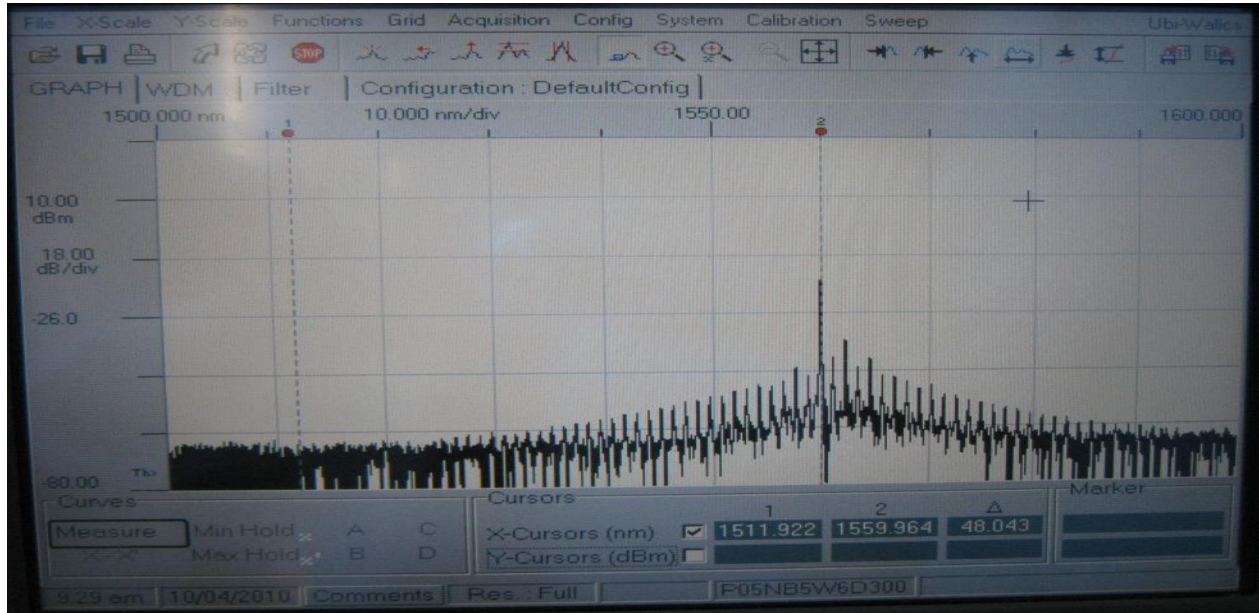 File X-Scale Y-Scale Functions Grid Acquisition Config System Calibration Sweep Ubi-Walics
STOP
GRAPH WDM Filter Configuration : DefaultConfig
1500.000 nm 1 10.000 nm/div 1550.00 2 1600.000
10.00
dBm
18.00
dB/div
-26.0
-80.00
Curves Cursors Marker
1 2 Δ
Measure Min Hold A C X-Cursors (nm) 1511.922 1559.964 48.043
X-X' Max Hold B D Y-Cursors (dBm)
9:29 am 10/04/2010 Comments Res. : Full P05NB5W6D300